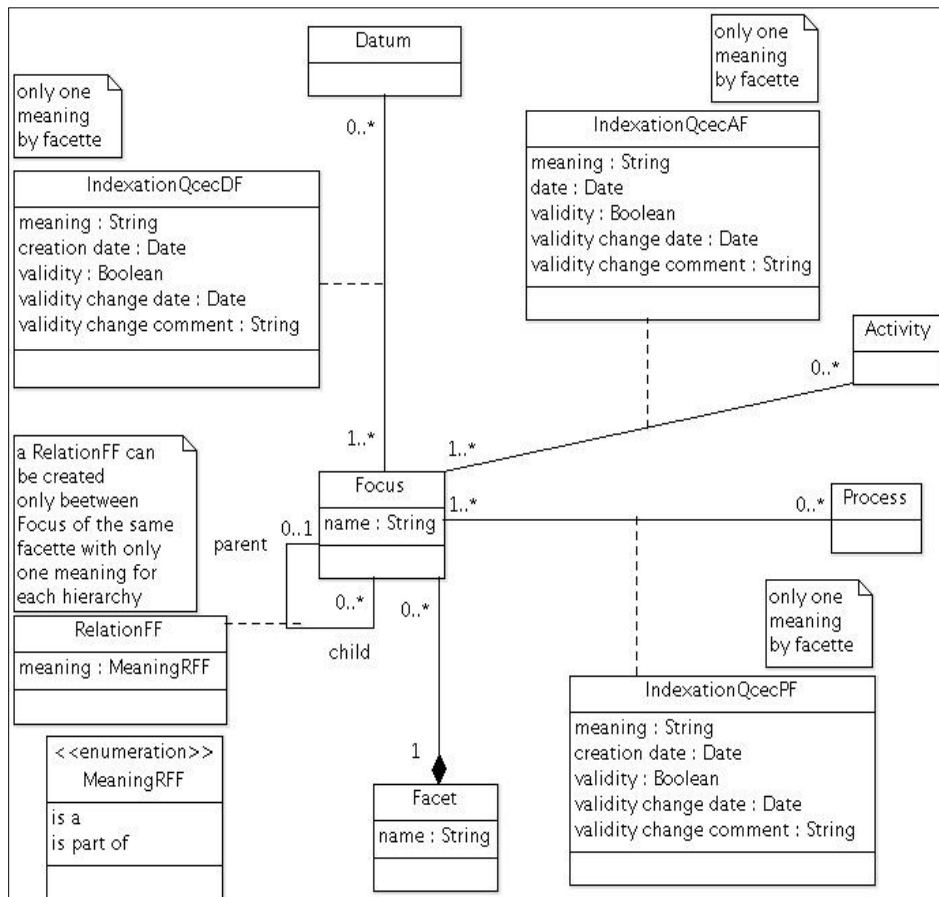 Datum
0..*
only one
meaning
by facette
only one
meaning
by facette
IndexationQcecDF
meaning : String
creation date : Date
validity : Boolean
validity change date : Date
validity change comment : String
IndexationQcecAF
meaning : String
date : Date
validity : Boolean
validity change date : Date
validity change comment : String
Activity
0..*
1..*
1..*
a RelationFF can
be created
only beetween
Focus of the same
facette with only
one meaning for
each hierarchy
Focus
name : String
1..*
0..*
Process
parent
0..1
0..*
0..*
child
RelationFF
meaning : MeaningRFF
only one
meaning
by facette
IndexationQcecPF
meaning : String
creation date : Date
validity : Boolean
validity change date : Date
validity change comment : String
<<enumeration>>
MeaningRFF
is a
is part of
1
Facet
name : String